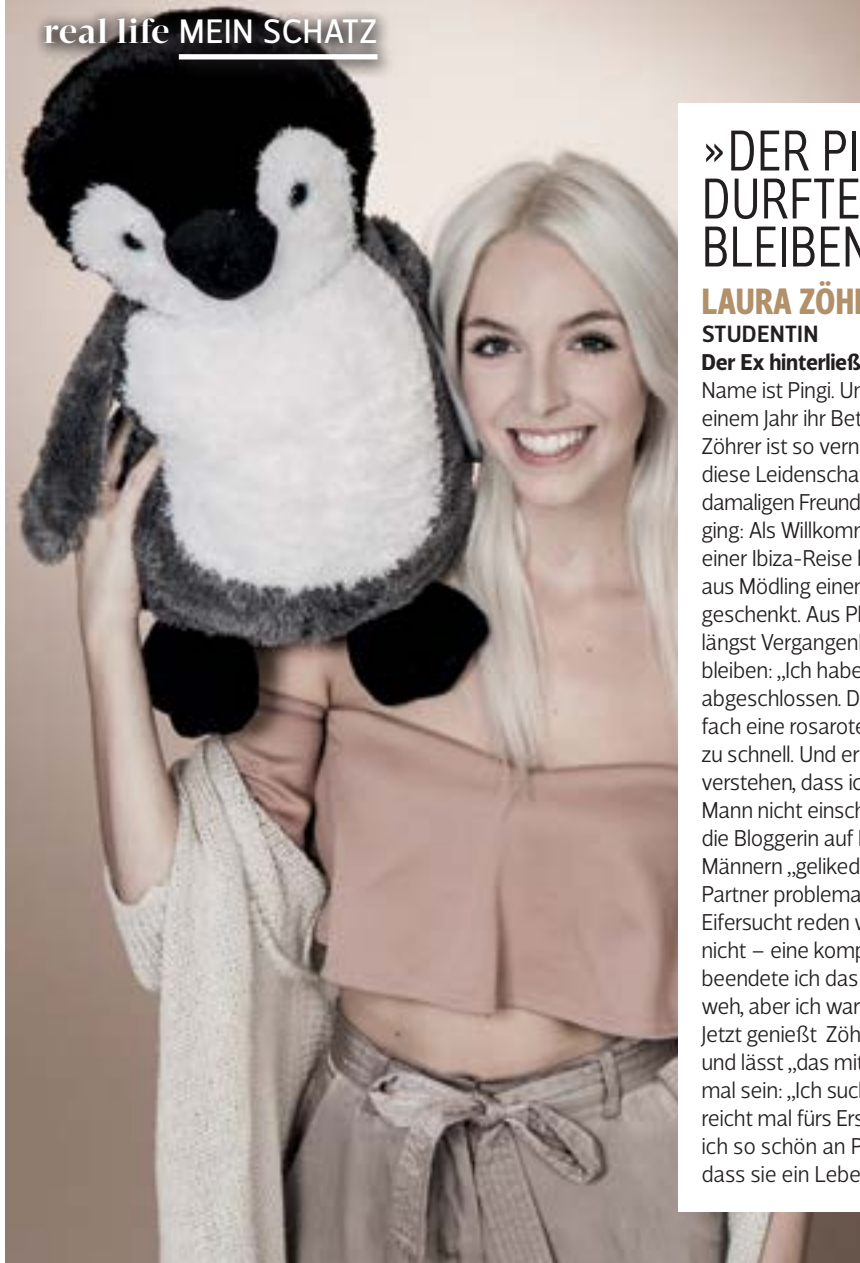 real life MEIN SCHATZ
»DER PI
DURFTE
BLEIBEN
LAURA ZÖH
STUDENTIN
Der Ex hinterließ
Name ist Pingi. Un
einem Jahr ihr Bet
Zöhrer ist so vern
diese Leidenscha
damaligen Freund
ging: Als Willkomm
einer Ibiza-Reise
aus Mödling einen
geschenkt. Aus Pl
längst Vergangen
bleiben: „Ich habe
abgeschlossen. D
fach eine rosarote
zu schnell. Und er
verstehen, dass ic
Mann nicht einsch
die Bloggerin auf
Männern „geliked
Partner problema
Eifersucht reden
nicht – eine komp
beendete ich das
weh, aber ich war
Jetzt genießt Zöh
und lässt „das mit
mal sein: „Ich such
reicht mal fürs Ers
ich so schön an P
dass sie ein Lebe